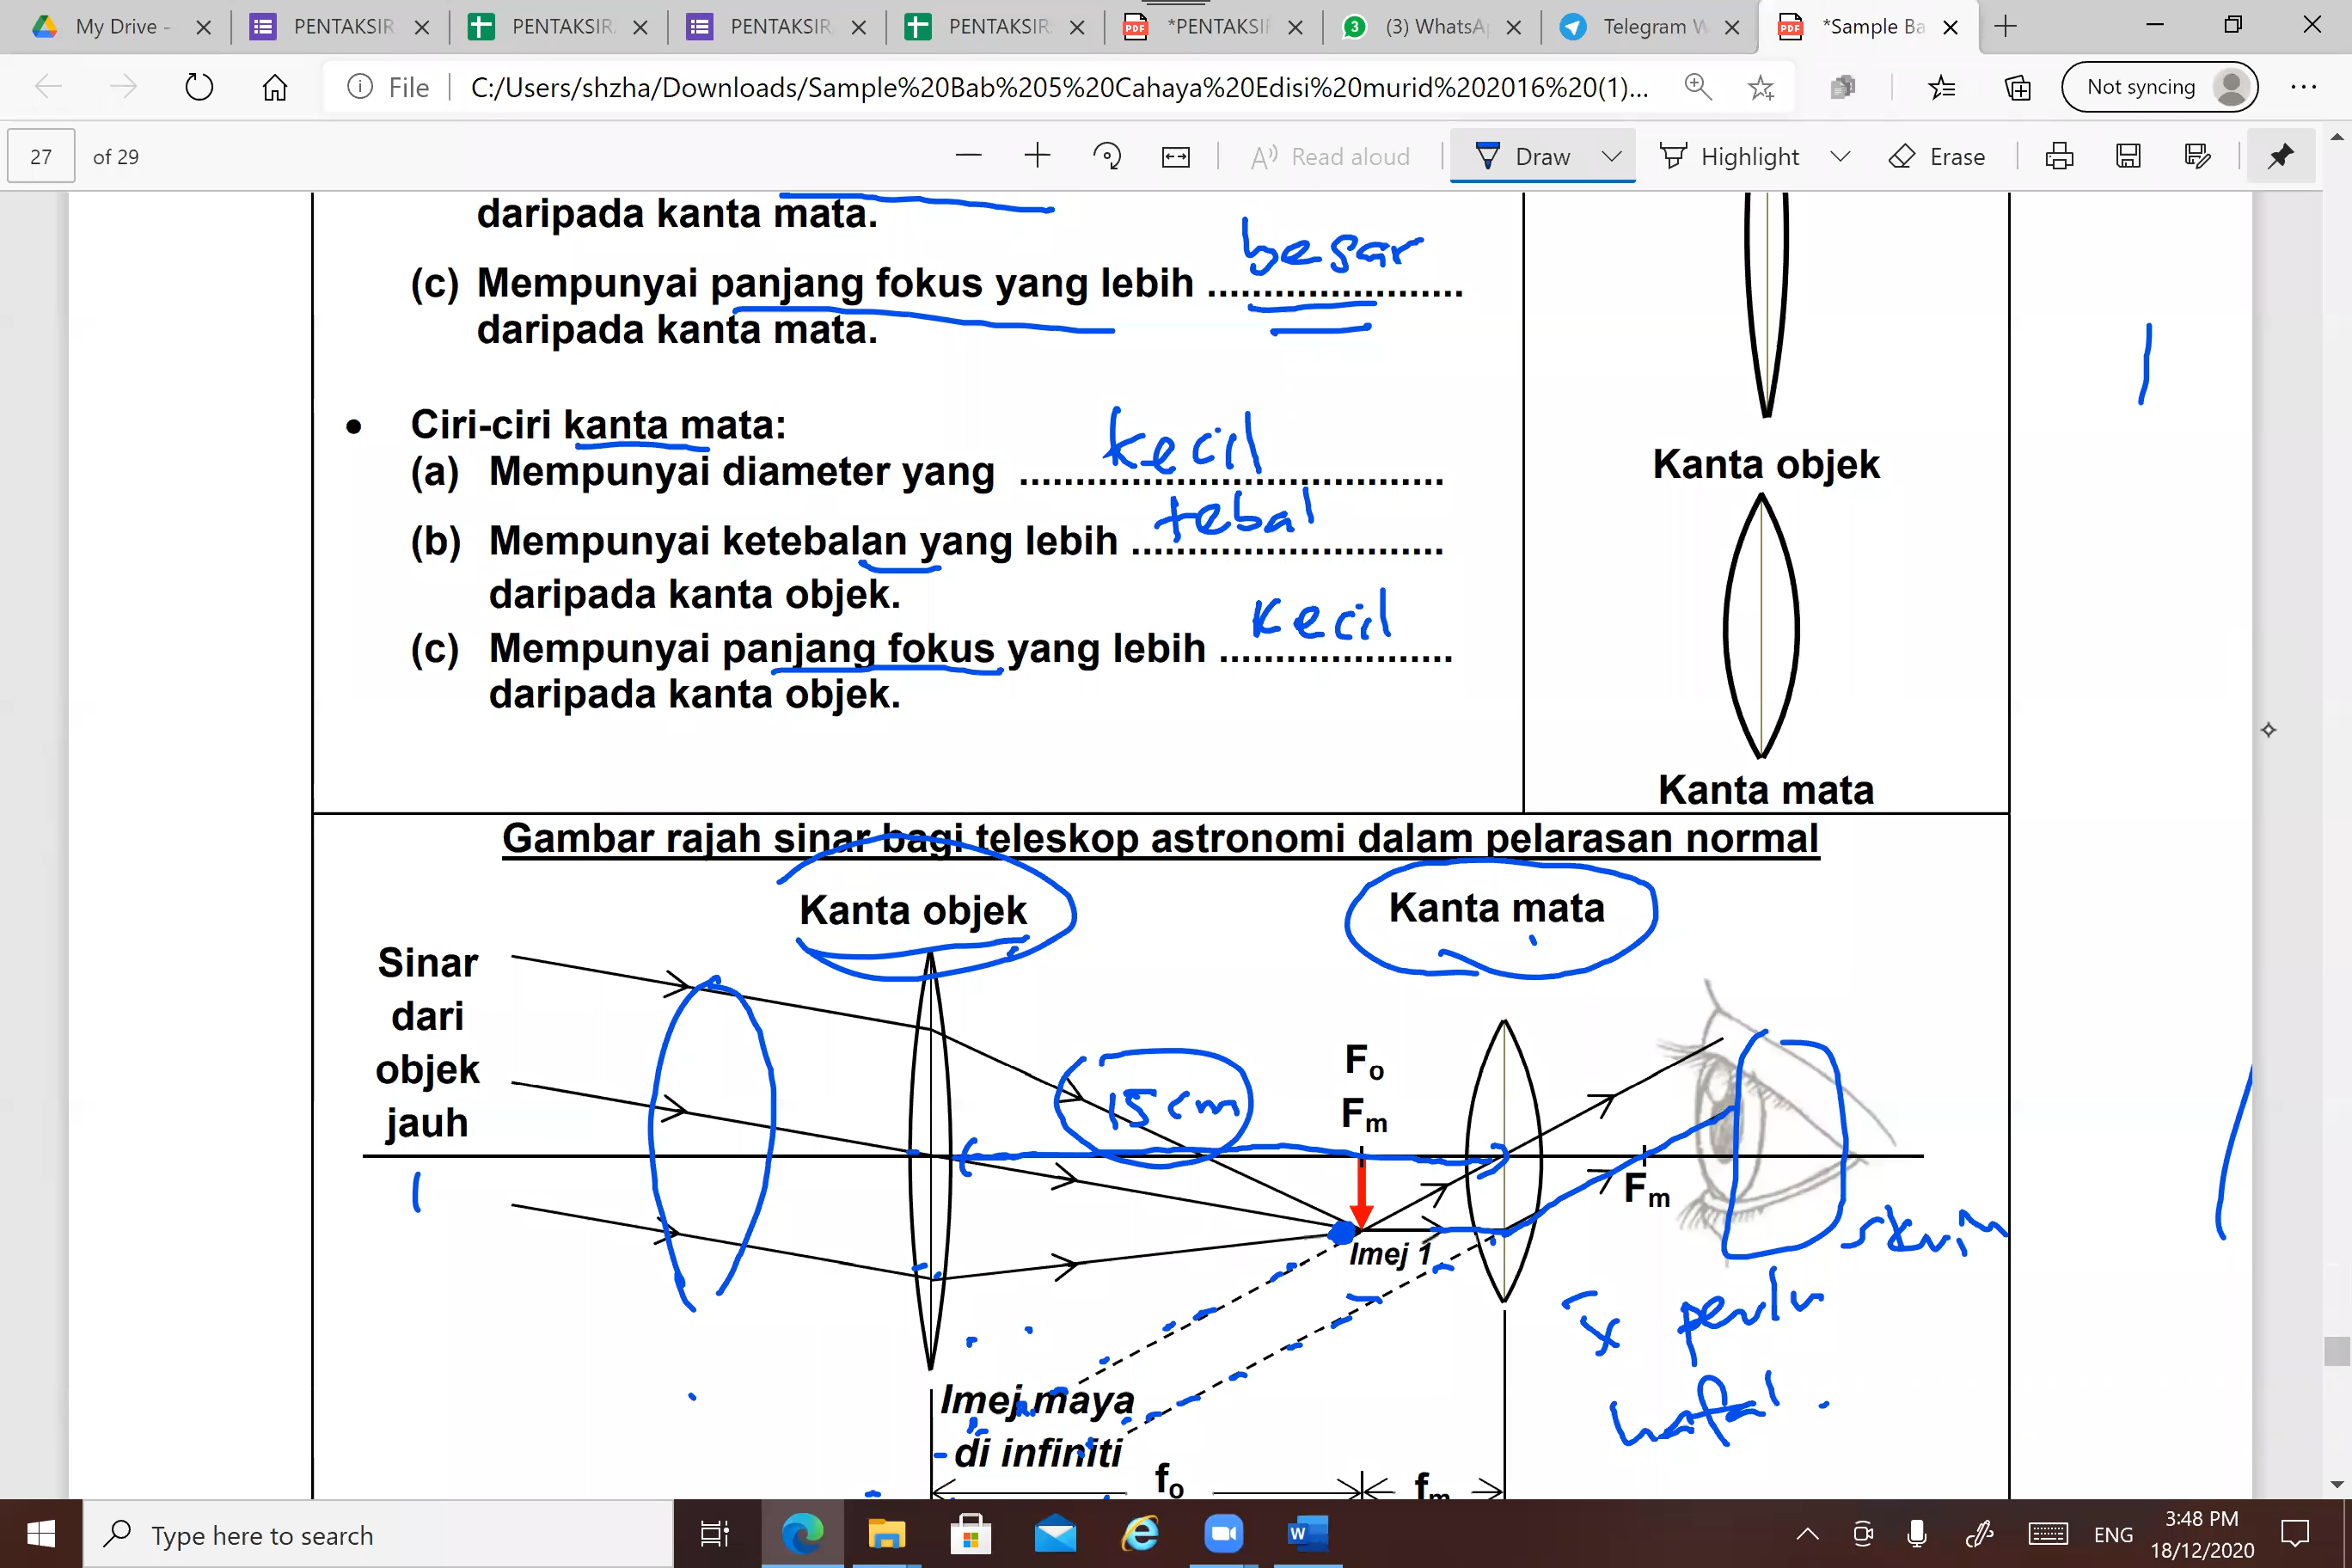 My Drive -
PENTAKSIR
PENTAKSIR
PENTAKSIR
PENTAKSIR
*PENTAKSI
(3) WhatsA
Telegram W
*Sample Ba
File
C:/Users/shzha/Downloads/Sample%20Bab%205%20Cahaya%20Edisi%20murid%202016%20(1)...
Not syncing
27 of 29
Read aloud
Draw
Highlight
Erase
daripada kanta mata.
(c) Mempunyai panjang fokus yang lebih besar
daripada kanta mata.
• Ciri-ciri kanta mata:
(a) Mempunyai diameter yang kecil
(b) Mempunyai ketebalan yang lebih tebal
daripada kanta objek.
(c) Mempunyai panjang fokus yang lebih kecil
daripada kanta objek.
Kanta objek
Kanta mata
Gambar rajah sinar bagi teleskop astronomi dalam pelarasan normal
Kanta objek
Kanta mata
Sinar
dari
objek
jauh
15 cm
Fo
Fm
Fm
Imej 1
skrin
x perlu
hafal.
Imej maya
di infiniti
fo
fm
Type here to search
ENG
3:48 PM
18/12/2020